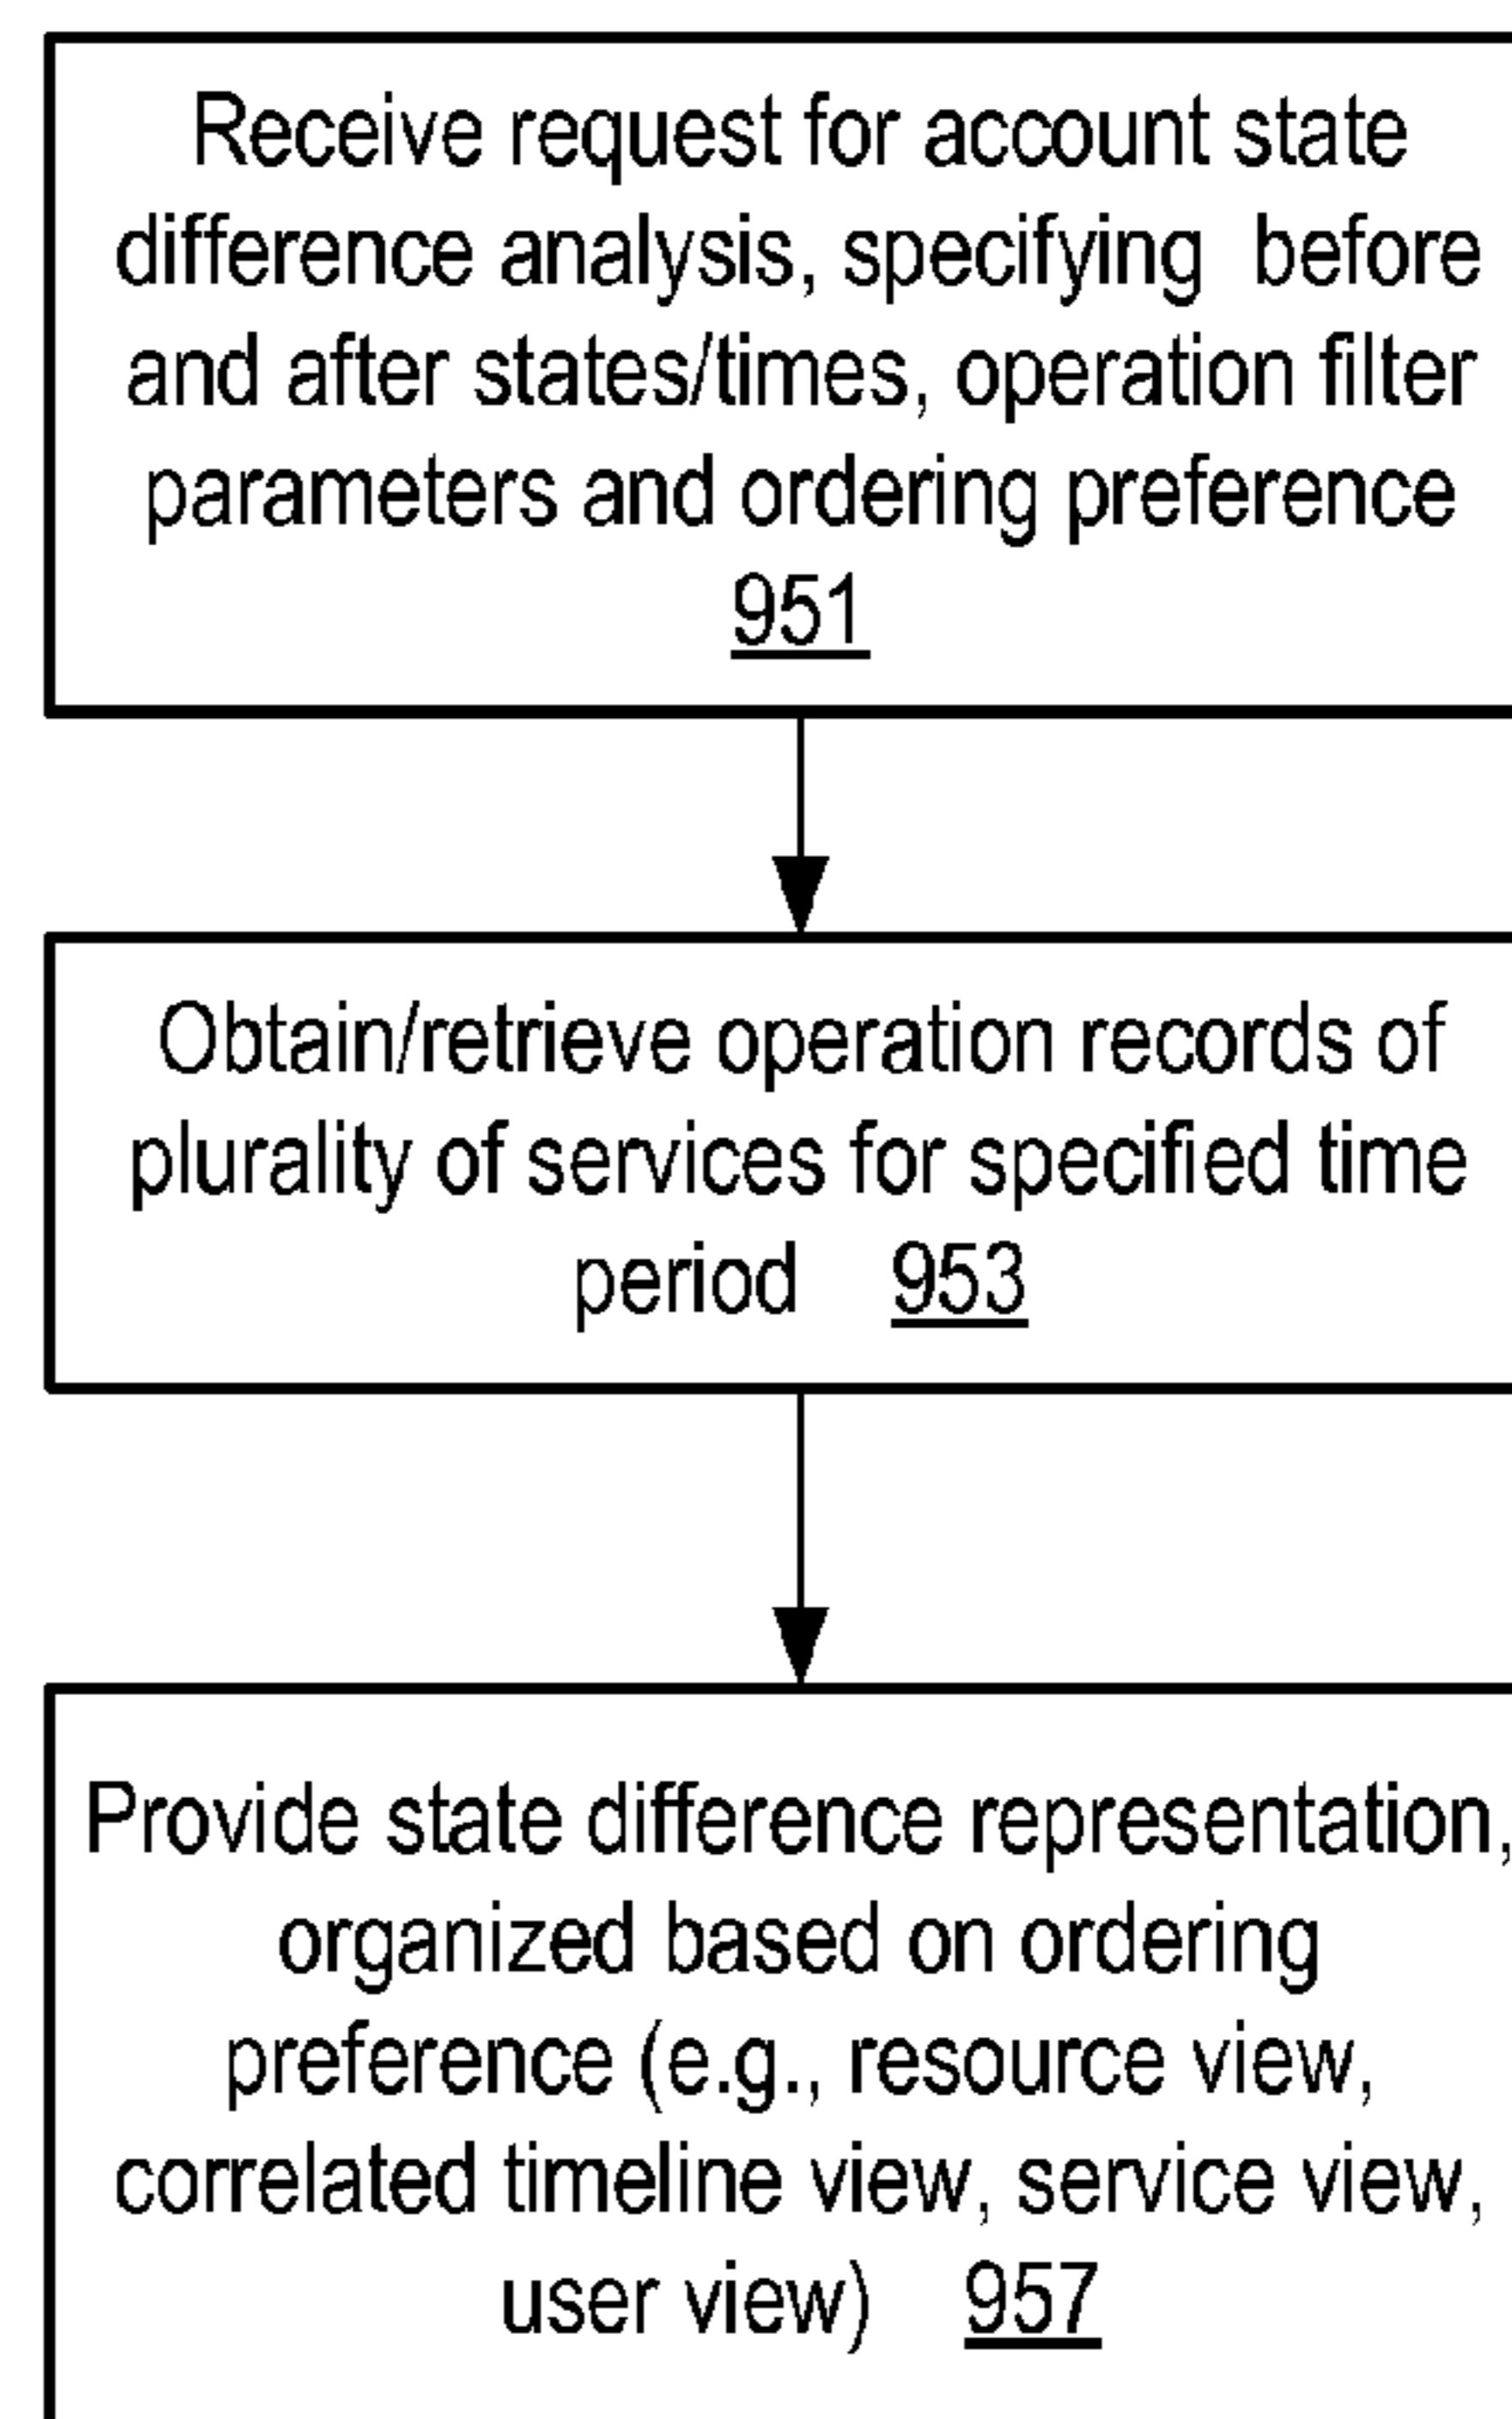 Receive request for account state
difference analysis, specifying before
and after states/times, operation filter
parameters and ordering preference
951
Obtain/retrieve operation records of
plurality of services for specified time
period 953
Provide state difference representation,
organized based on ordering
preference (e.g., resource view,
correlated timeline view, service view,
user view) 957